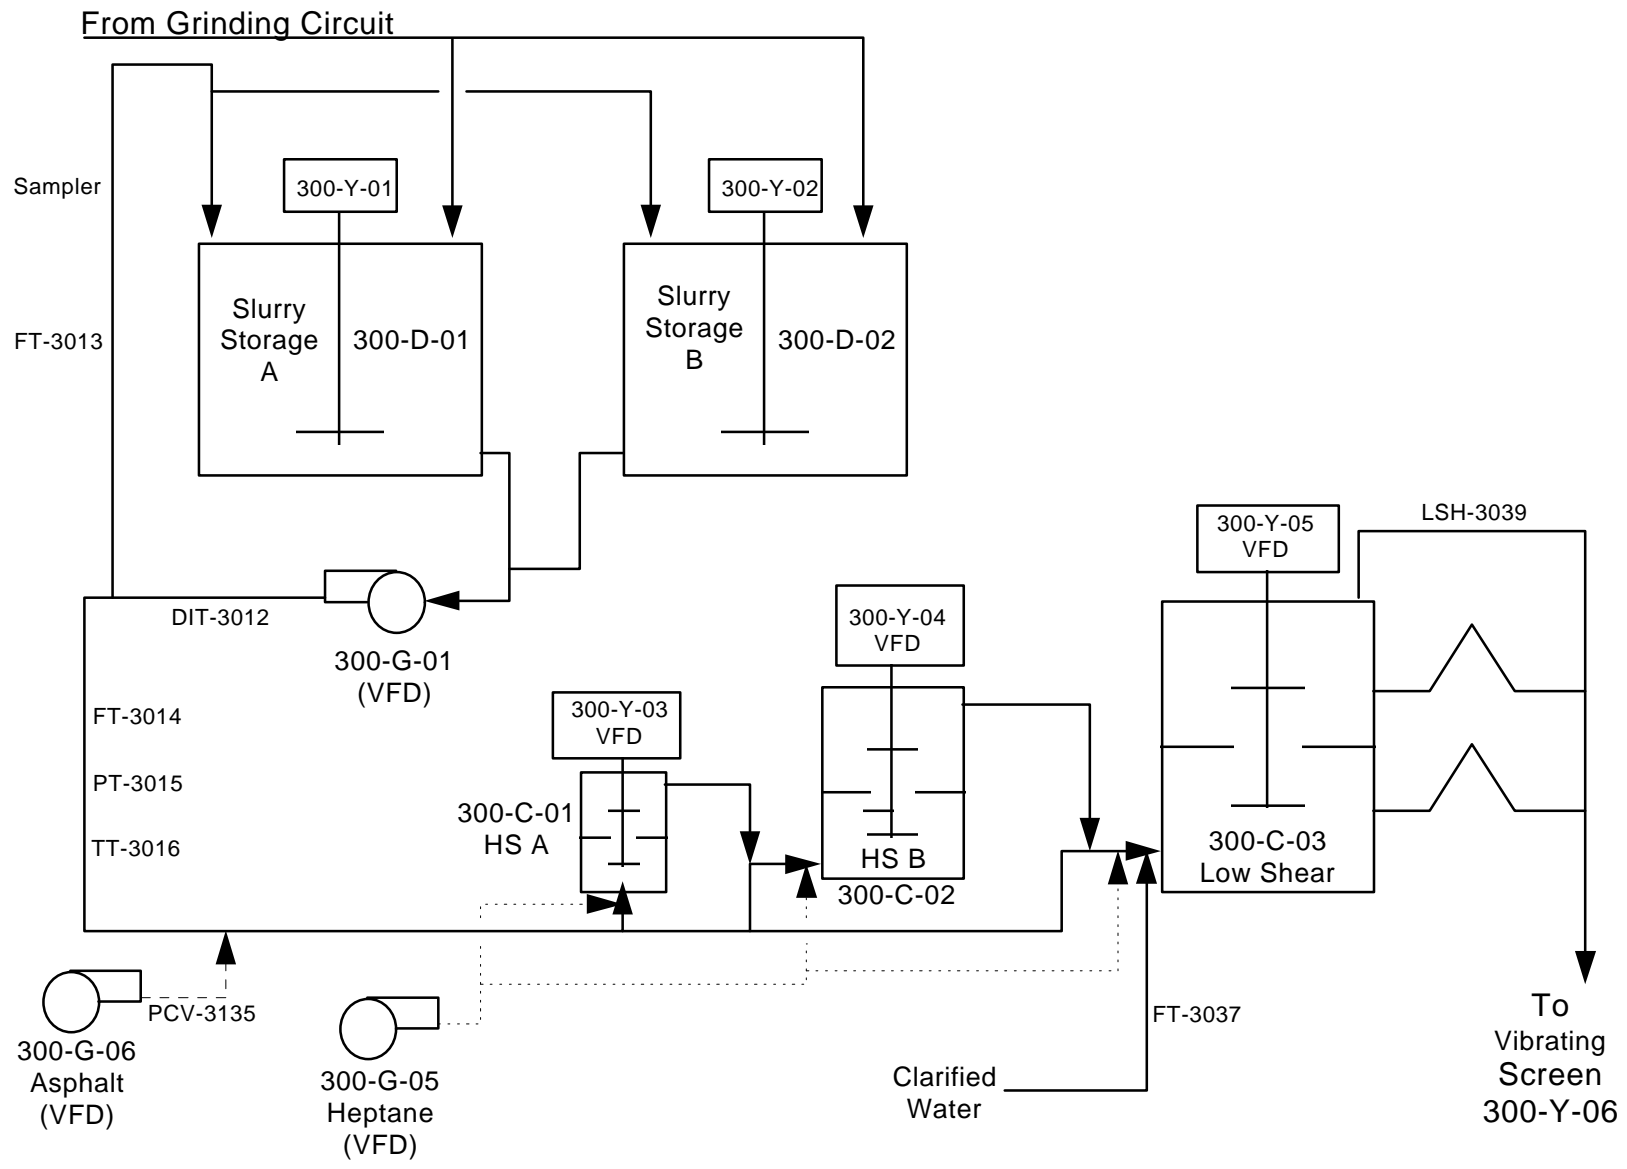 From Grinding Circuit
Sampler
300-Y-01
300-Y-02
Slurry
Storage
A
300-D-01
Slurry
Storage
B
300-D-02
FT-3013
LSH-3039
300-Y-05
VFD
DIT-3012
300-G-01
(VFD)
300-Y-04
VFD
FT-3014
300-Y-03
VFD
PT-3015
TT-3016
300-C-01
HS A
HS B
300-C-02
300-C-03
Low Shear
PCV-3135
300-G-06
Asphalt
(VFD)
300-G-05
Heptane
(VFD)
FT-3037
Clarified
Water
To
Vibrating
Screen
300-Y-06